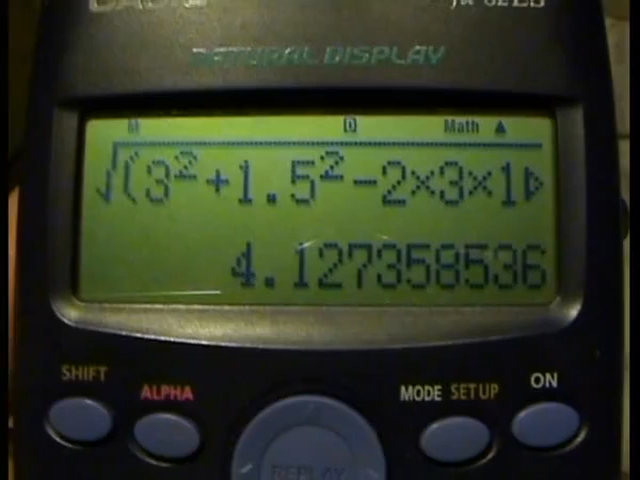 NATURAL DISPLAY
M D Math ▲
√(3²+1.5²-2×3×1▷
4.127358536
SHIFT
ALPHA
MODE SETUP
ON
REPLAY